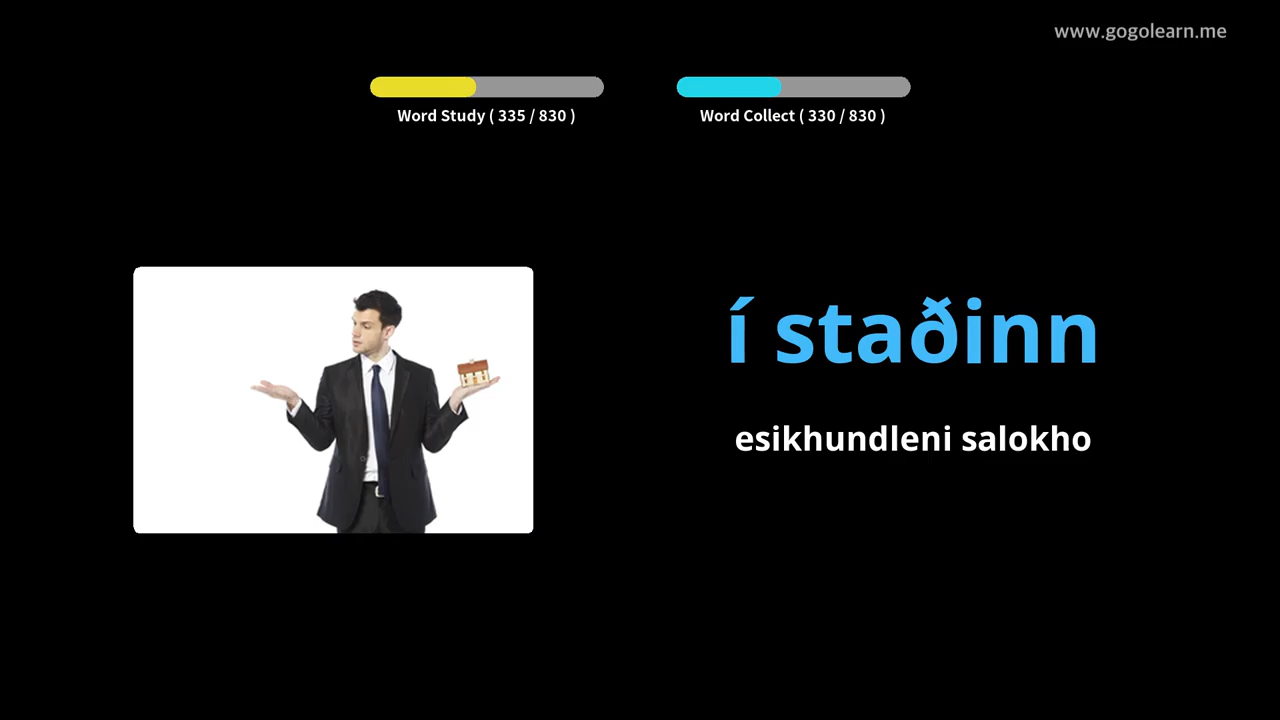 www.gogolearn.me
Word Study ( 335 / 830 )
Word Collect ( 330 / 830 )
í staðinn
esikhundleni salokho